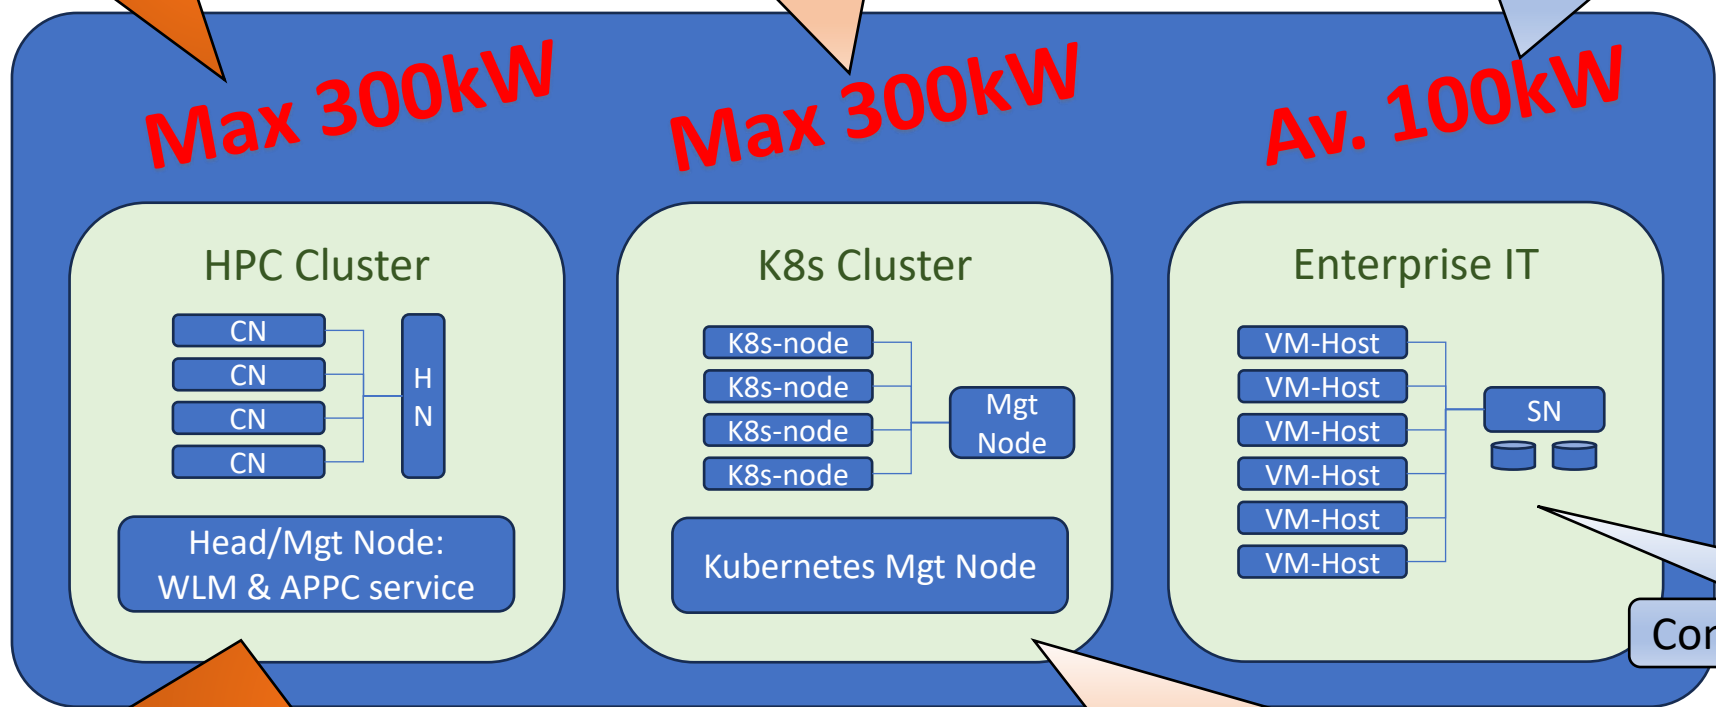 Max 300kW
Max 300kW
Av. 100kW
HPC Cluster
CN
CN
CN
CN
H
N
Head/Mgt Node:
WLM & APPC service
K8s Cluster
K8s-node
K8s-node
K8s-node
K8s-node
Mgt
Node
Kubernetes Mgt Node
Enterprise IT
VM-Host
VM-Host
VM-Host
VM-Host
VM-Host
VM-Host
SN